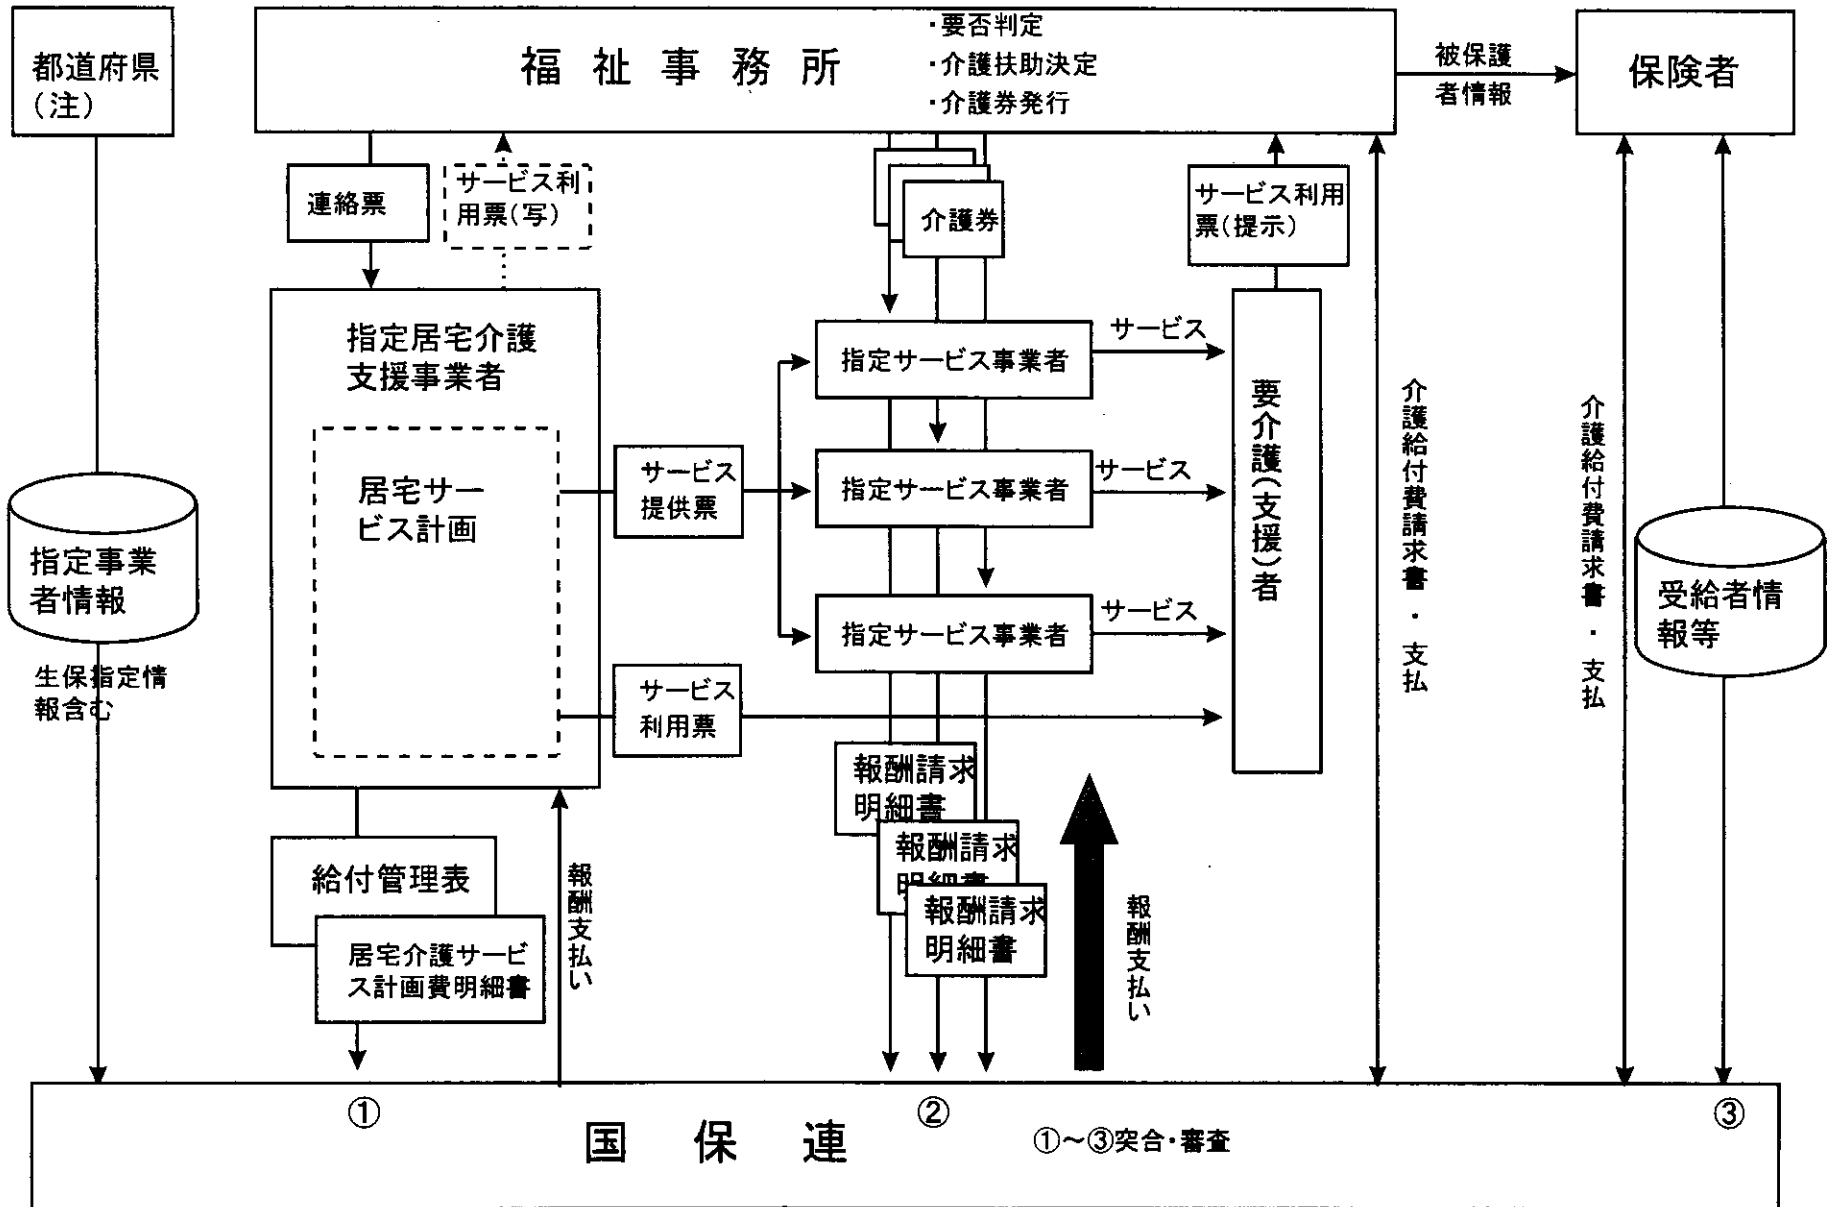 都道府県
（注）
福祉事務所
・要否判定
・介護扶助決定
・介護券発行
被保護
者情報
保険者
連絡票
サービス利
用票（写）
介護券
サービス利用
票（提示）
指定居宅介護
支援事業者
居宅サー
ビス計画
サービス
提供票
サービス
利用票
指定サービス事業者
サービス
指定サービス事業者
サービス
指定サービス事業者
サービス
要介護（支援）者
介護給付費請求書・支払
介護給付費請求書・支払
指定事業
者情報
生保指定情
報含む
受給者情
報等
報酬請求
明細書
報酬請求
明細書
報酬請求
明細書
給付管理表
居宅介護サービ
ス計画費明細書
報酬支払い
報酬支払い
①
②
③
国保連
①～③突合・審査